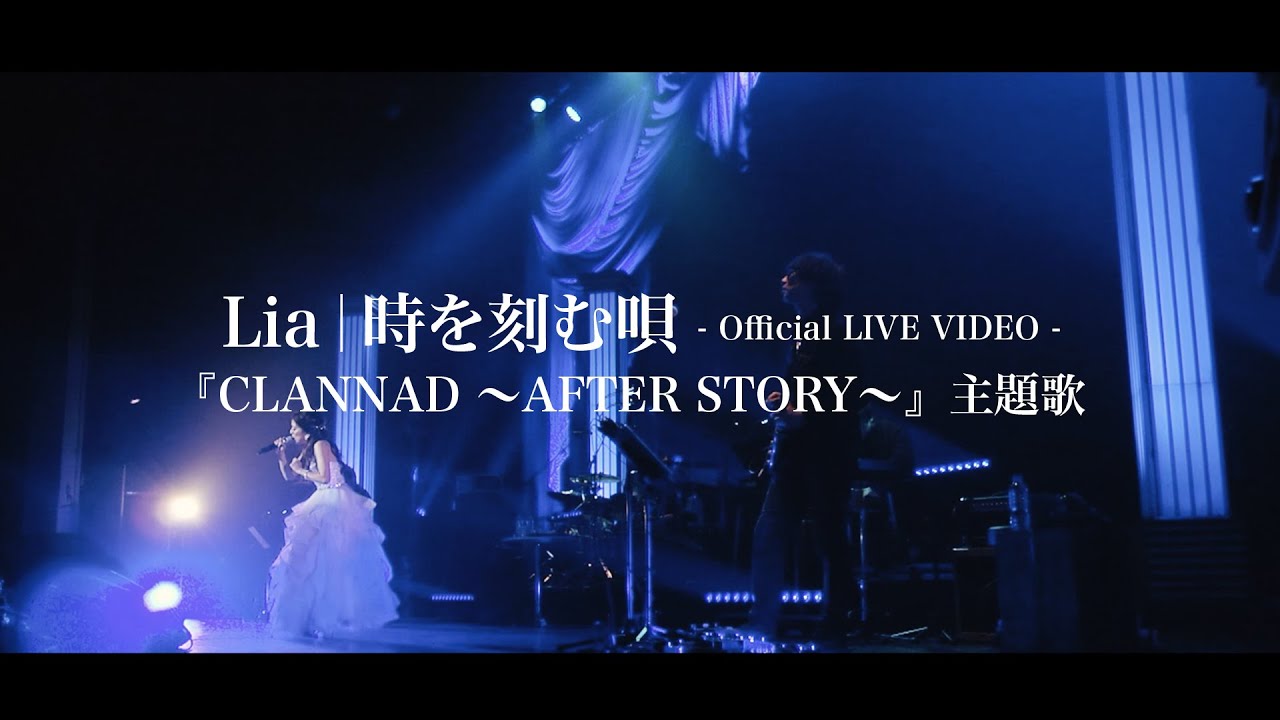 Lia | 時を刻む唄 - Official LIVE VIDEO -
『CLANNAD ～AFTER STORY～』主題歌